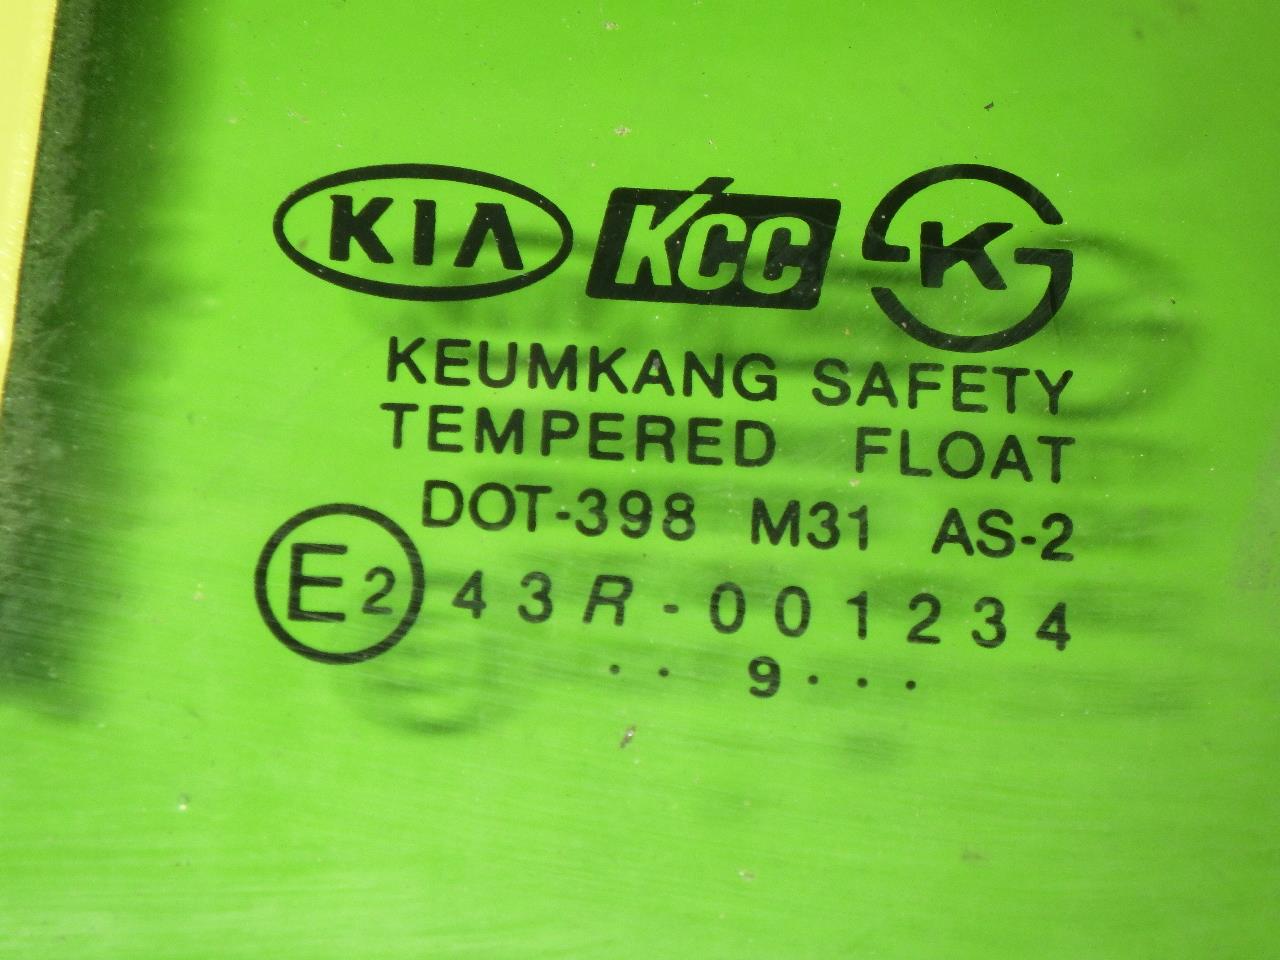 KIA KCC K
KEUMKANG SAFETY
TEMPERED FLOAT
DOT-398 M31 AS-2
E2 43R-001234
..9...